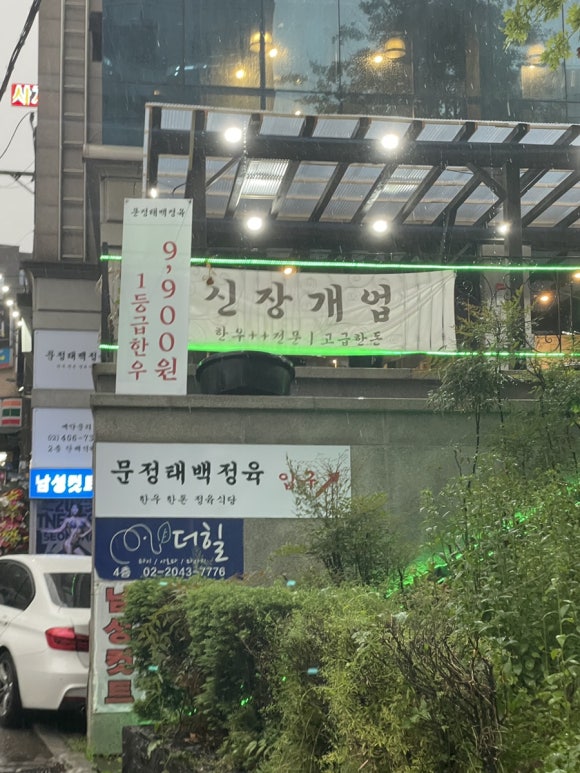 문정태백정육
9,900원
1등급한우
신장개업
한우++전문 | 고급한돈
문정태백정육
한우 한돈 정육식당
입구
더힐
4층 02-2043-7776
남성컷트
남성컷트